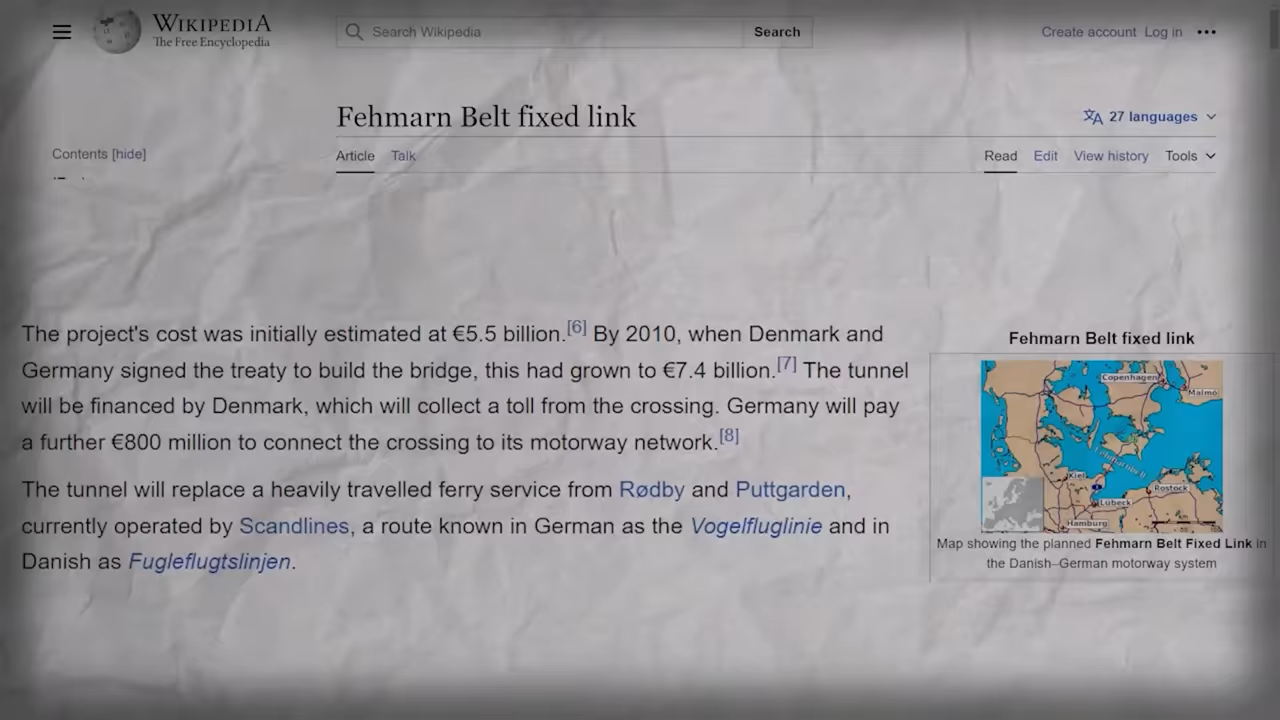 WIKIPEDIA
The Free Encyclopedia
Search Wikipedia
Search
Create account Log in
Fehmarn Belt fixed link
27 languages
Contents [hide]
Article Talk
Read Edit View history Tools
The project's cost was initially estimated at €5.5 billion.[6] By 2010, when Denmark and
Germany signed the treaty to build the bridge, this had grown to €7.4 billion.[7] The tunnel
will be financed by Denmark, which will collect a toll from the crossing. Germany will pay
a further €800 million to connect the crossing to its motorway network.[8]
The tunnel will replace a heavily travelled ferry service from Rødby and Puttgarden,
currently operated by Scandlines, a route known in German as the Vogelfluglinie and in
Danish as Fugleflugtslinjen.
Fehmarn Belt fixed link
Copenhagen
Malmö
Fehmarnbelt
Kiel
Rostock
Lübeck
Hamburg
Map showing the planned Fehmarn Belt Fixed Link in
the Danish–German motorway system